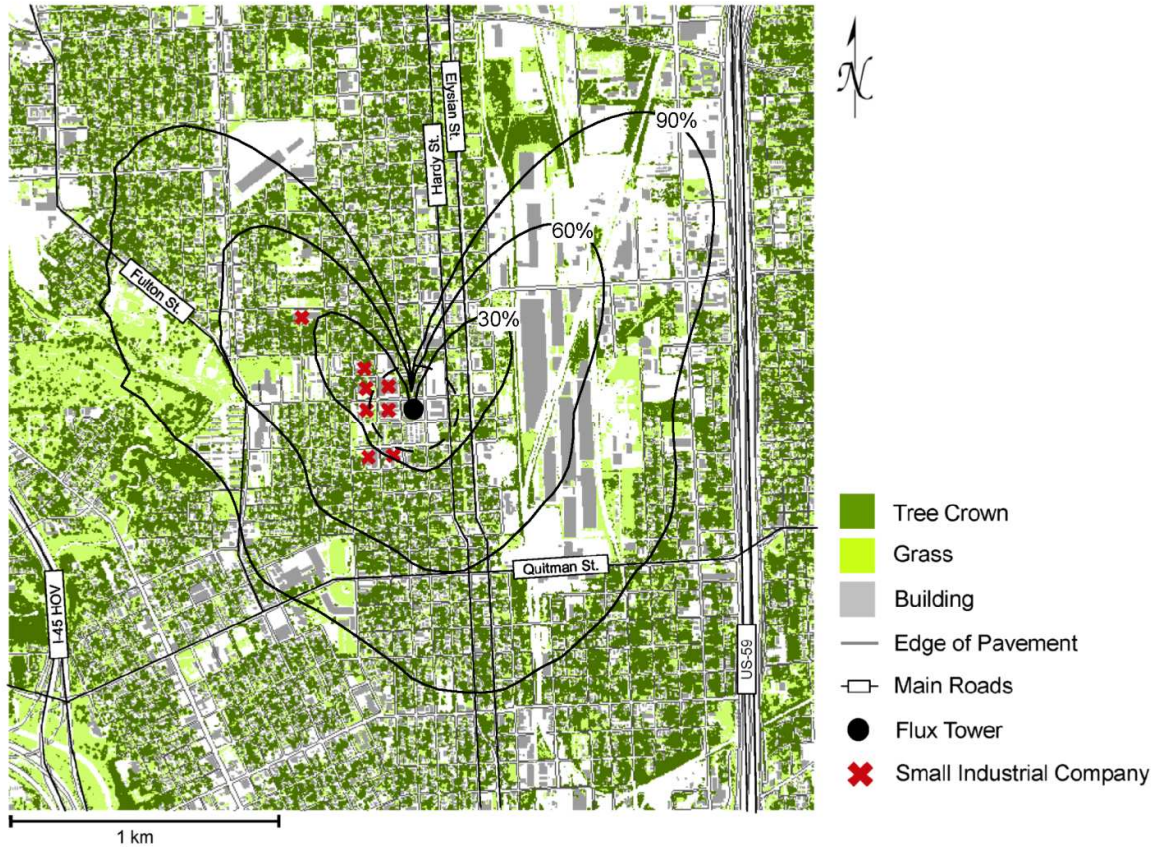 N
90%
Elysian St.
Hardy St.
60%
Fulton St.
30%
Quitman St.
I-45 HOV
US-59
Tree Crown
Grass
Building
Edge of Pavement
Main Roads
Flux Tower
Small Industrial Company
1 km